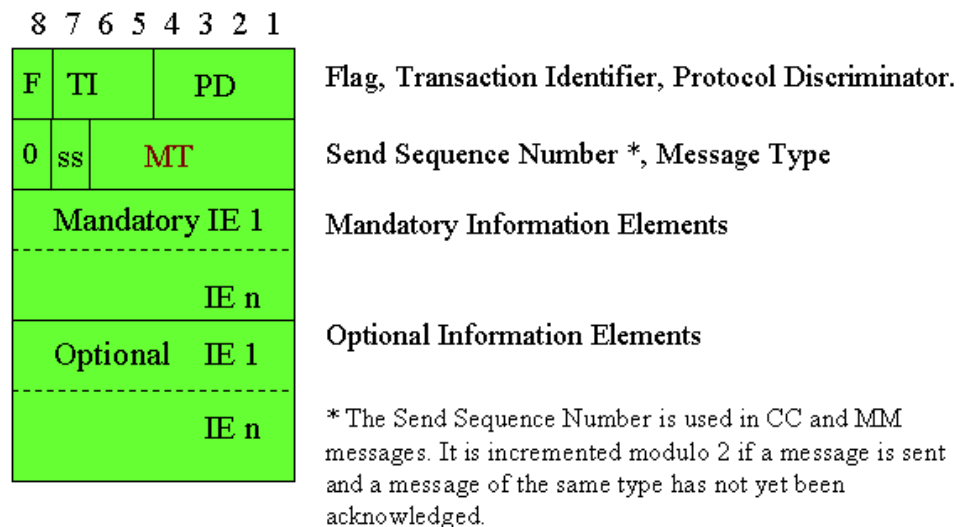 8 7 6 5 4 3 2 1
F TI PD Flag, Transaction Identifier, Protocol Discriminator.
0 ss MT Send Sequence Number *, Message Type
Mandatory IE 1 Mandatory Information Elements
IE n
Optional IE 1 Optional Information Elements
IE n
* The Send Sequence Number is used in CC and MM
messages. It is incremented modulo 2 if a message is sent
and a message of the same type has not yet been
acknowledged.